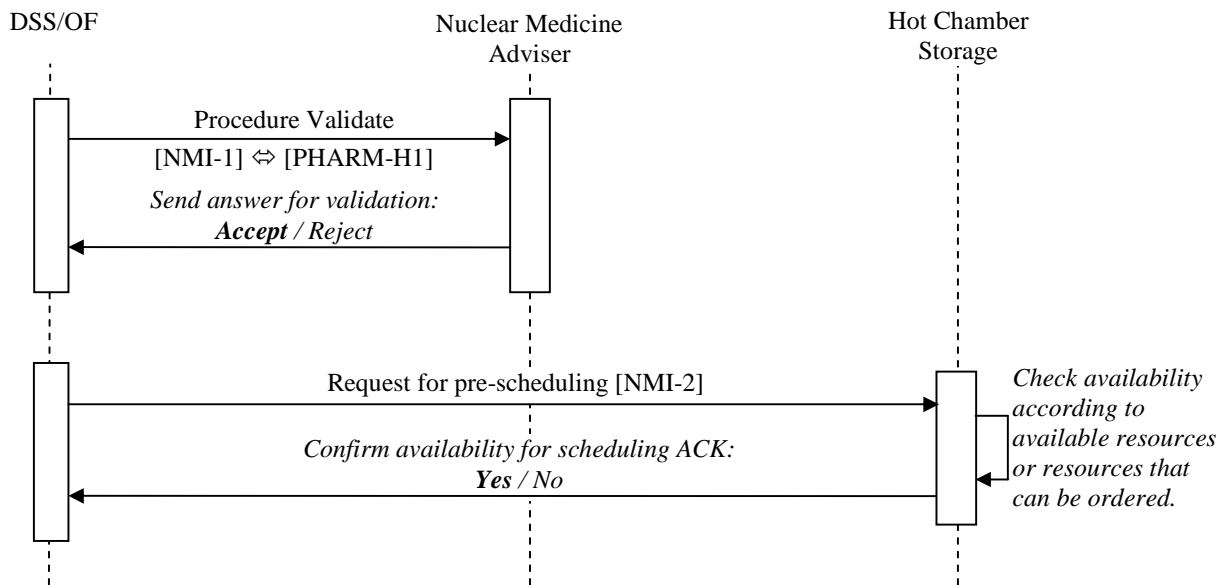 DSS/OF
Nuclear Medicine
Adviser
Hot Chamber
Storage
Procedure Validate
[NMI-1] ⬄ [PHARM-H1]
Send answer for validation:
Accept / Reject
Request for pre-scheduling [NMI-2]
Confirm availability for scheduling ACK:
Yes / No
Check availability
according to
available resources
or resources that
can be ordered.